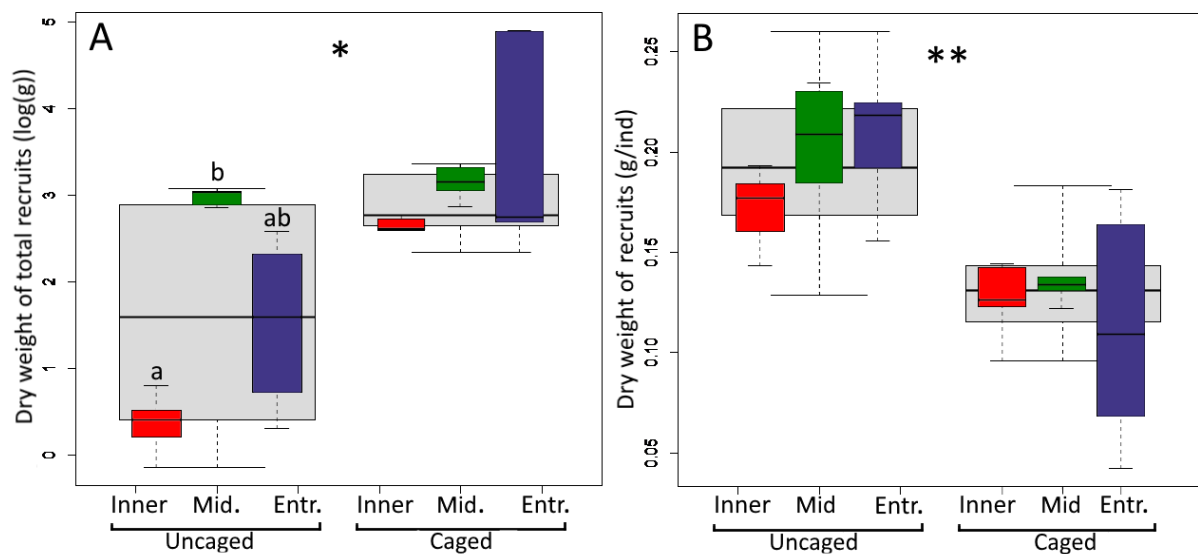 A
*
Dry weight of total recruits (log(g))
5
4
3
2
1
0
a
b
ab
Inner Mid. Entr. Inner Mid. Entr.
Uncaged Caged
B
**
Dry weight of recruits (g/ind)
0.25
0.20
0.15
0.10
0.05
Inner Mid Entr. Inner Mid Entr.
Uncaged Caged